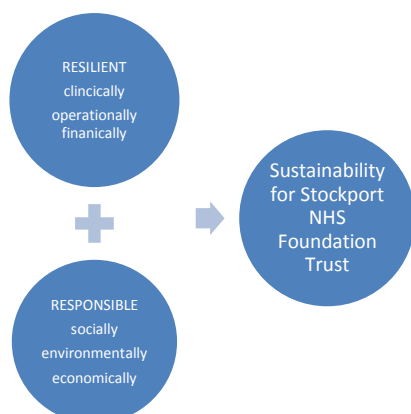 RESILIENT
clincically
operationally
finanically
Sustainability
for Stockport
NHS
Foundation
Trust
RESPONSIBLE
socially
environmentally
economically